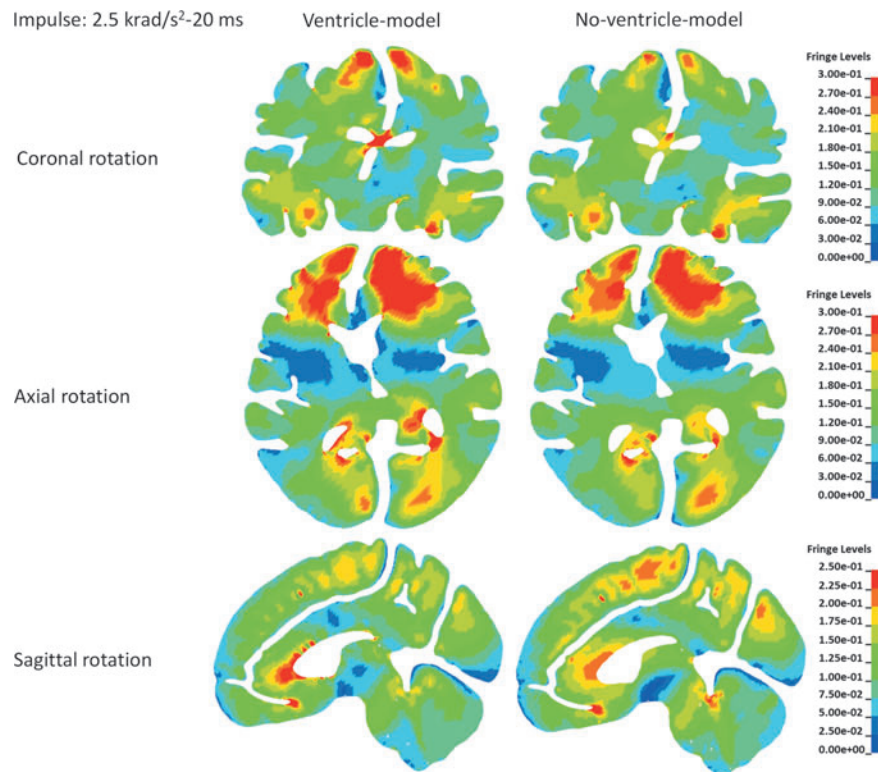 Impulse: 2.5 krad/s²-20 ms
Ventricle-model
No-ventricle-model
Fringe Levels
3.00e-01
2.70e-01
2.40e-01
2.10e-01
1.80e-01
1.50e-01
1.20e-01
9.00e-02
6.00e-02
3.00e-02
0.00e+00
Coronal rotation
Fringe Levels
3.00e-01
2.70e-01
2.40e-01
2.10e-01
1.80e-01
1.50e-01
1.20e-01
9.00e-02
6.00e-02
3.00e-02
0.00e+00
Axial rotation
Fringe Levels
2.50e-01
2.25e-01
2.00e-01
1.75e-01
1.50e-01
1.25e-01
1.00e-01
7.50e-02
5.00e-02
2.50e-02
0.00e+00
Sagittal rotation